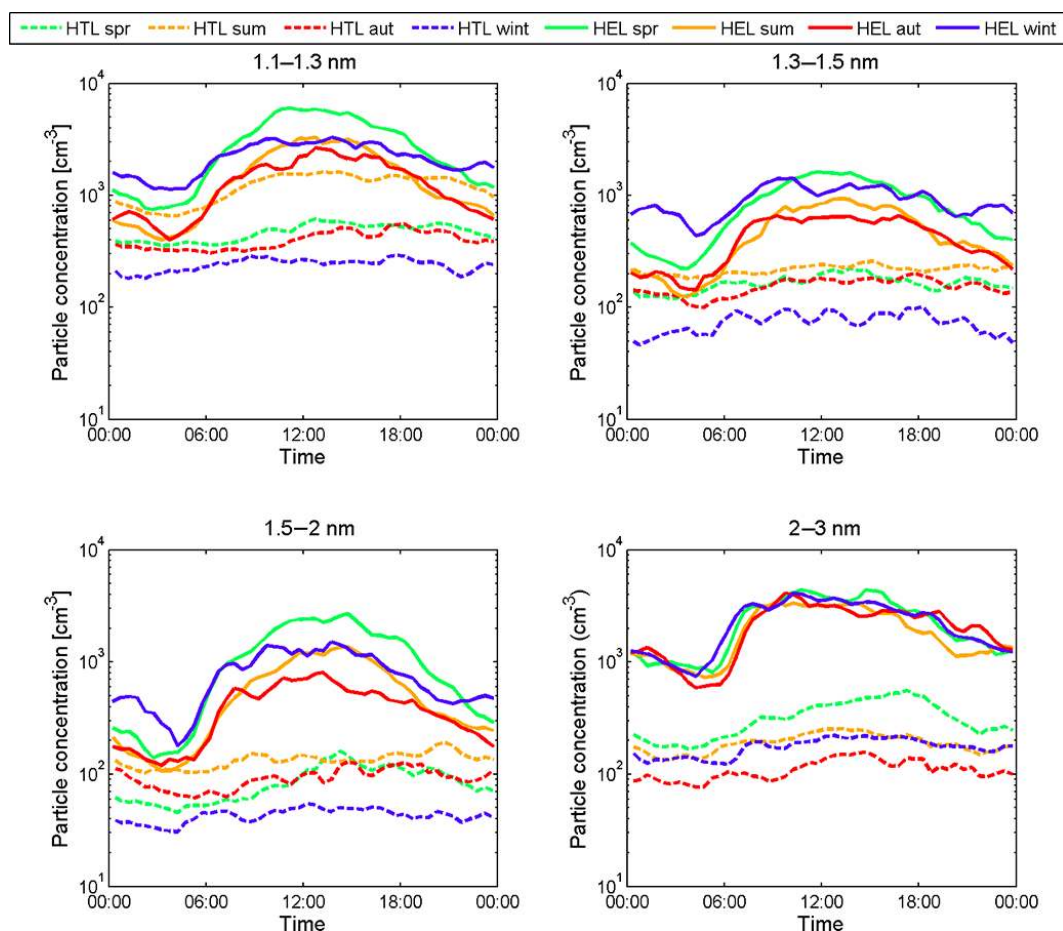 HTL spr HTL sum HTL aut HTL wint HEL spr HEL sum HEL aut HEL wint
1.1–1.3 nm
Particle concentration [cm-3]
10^4
10^3
10^2
10^1
00:00 06:00 12:00 18:00 00:00
Time
1.3–1.5 nm
Particle concentration [cm-3]
10^4
10^3
10^2
10^1
00:00 06:00 12:00 18:00 00:00
Time
1.5–2 nm
Particle concentration [cm-3]
10^4
10^3
10^2
10^1
00:00 06:00 12:00 18:00 00:00
Time
2–3 nm
Particle concentration (cm-3)
10^4
10^3
10^2
10^1
00:00 06:00 12:00 18:00 00:00
Time